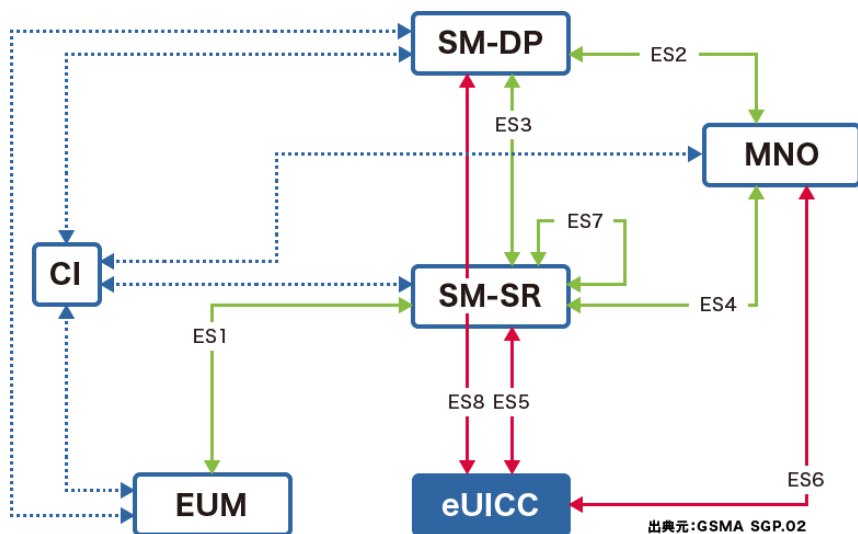 SM-DP
ES2
ES3
MNO
ES7
CI
SM-SR
ES4
ES1
ES8
ES5
ES6
EUM
eUICC
出典元:GSMA SGP.02